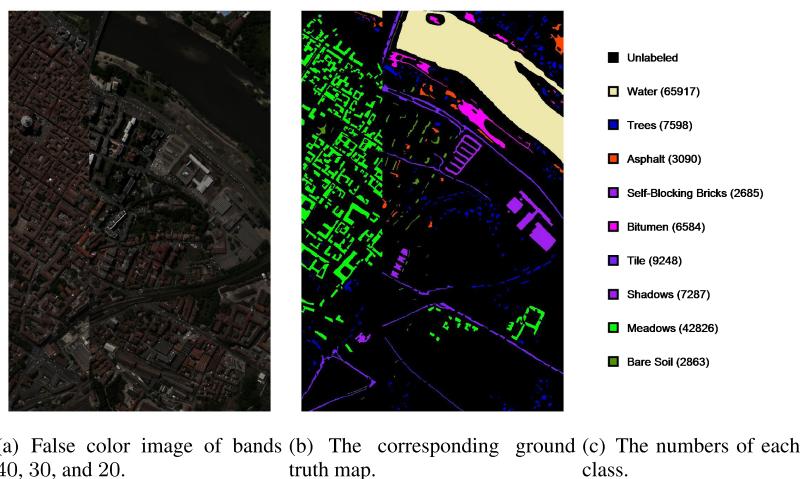 Unlabeled
Water (65917)
Trees (7598)
Asphalt (3090)
Self-Blocking Bricks (2685)
Bitumen (6584)
Tile (9248)
Shadows (7287)
Meadows (42826)
Bare Soil (2863)
(a) False color image of bands
40, 30, and 20.
(b) The corresponding ground
truth map.
(c) The numbers of each
class.